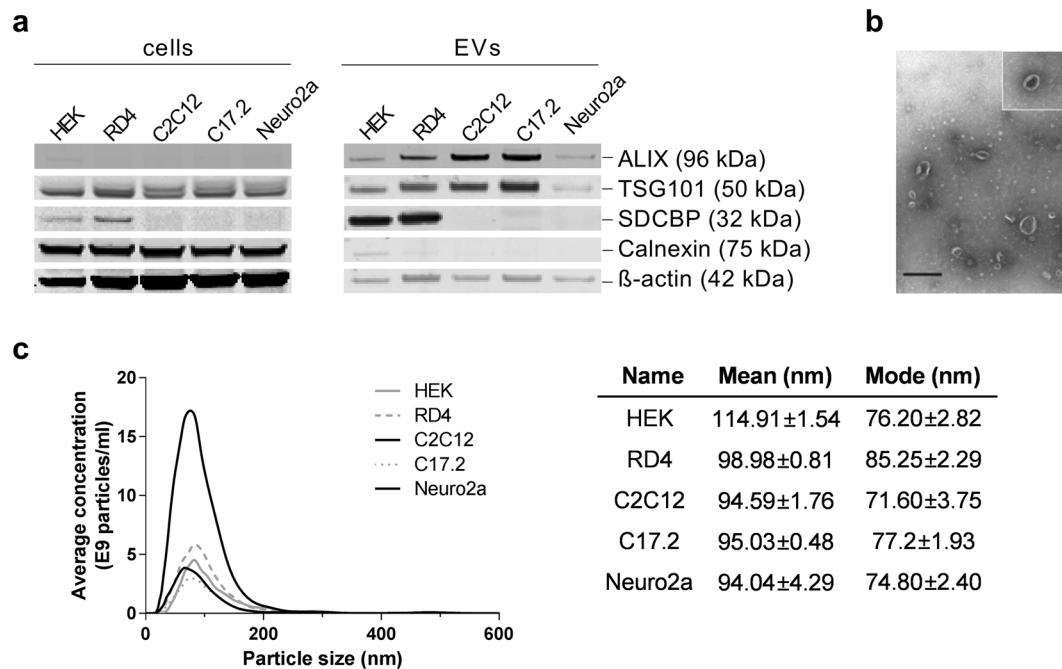 a
cells
EVs
HEK
RD4
C2C12
C17.2
Neuro2a
HEK
RD4
C2C12
C17.2
Neuro2a
ALIX (96 kDa)
TSG101 (50 kDa)
SDCBP (32 kDa)
Calnexin (75 kDa)
ß-actin (42 kDa)
b
c
Average concentration
(E9 particles/ml)
20
15
10
5
0
0 200 400 600
Particle size (nm)
HEK
RD4
C2C12
C17.2
Neuro2a
Name Mean (nm) Mode (nm)
HEK 114.91±1.54 76.20±2.82
RD4 98.98±0.81 85.25±2.29
C2C12 94.59±1.76 71.60±3.75
C17.2 95.03±0.48 77.2±1.93
Neuro2a 94.04±4.29 74.80±2.40